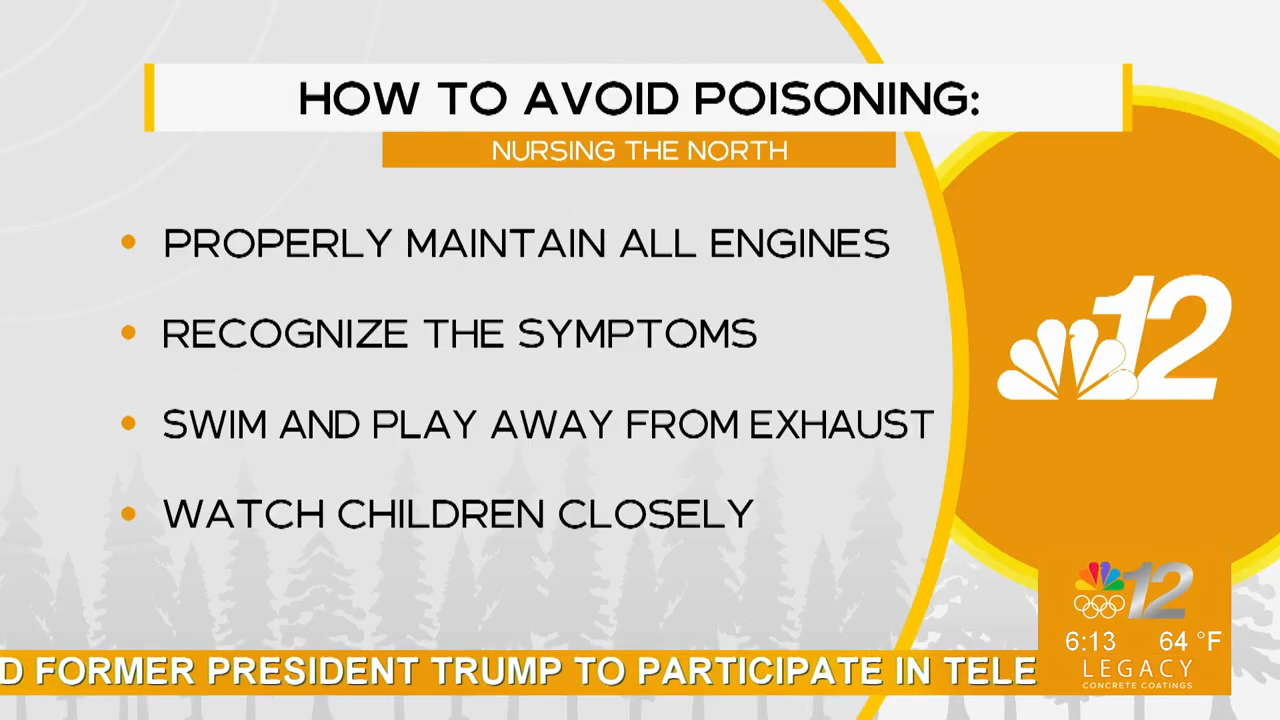 HOW TO AVOID POISONING:
NURSING THE NORTH
• PROPERLY MAINTAIN ALL ENGINES
• RECOGNIZE THE SYMPTOMS
• SWIM AND PLAY AWAY FROM EXHAUST
• WATCH CHILDREN CLOSELY
12
12
6:13 64 °F
LEGACY
CONCRETE COATINGS
D FORMER PRESIDENT TRUMP TO PARTICIPATE IN TELE